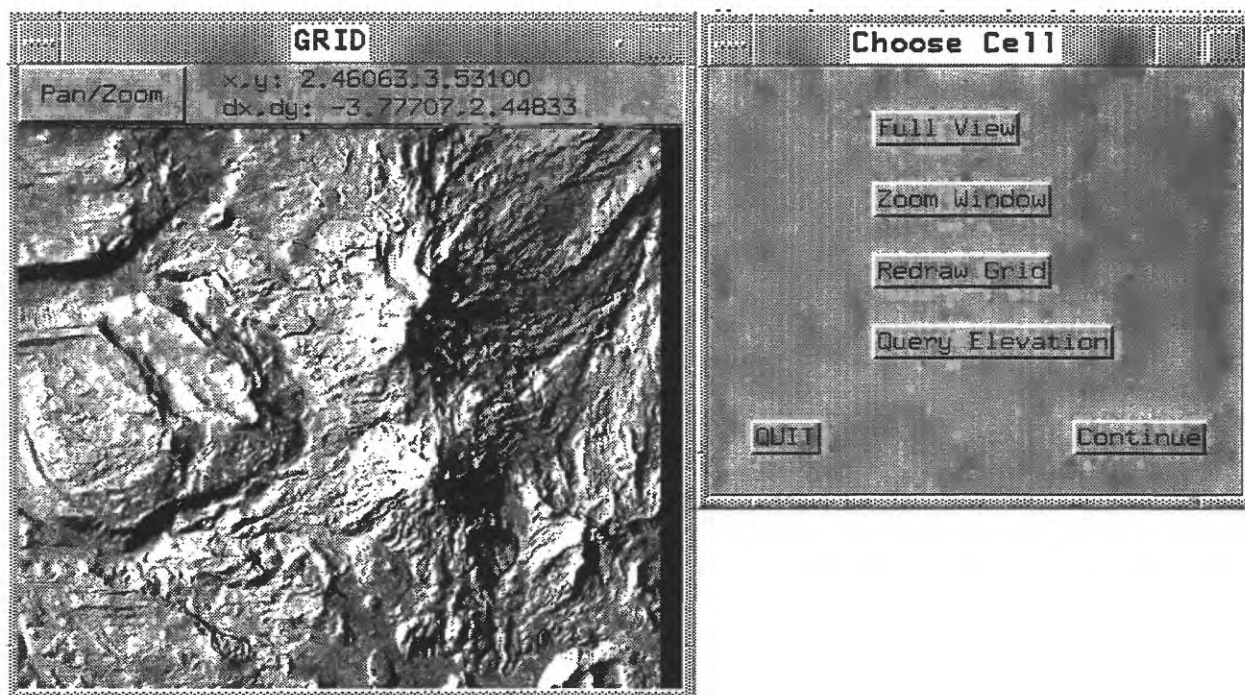 GRID
Pan/Zoom
x,y: 2.46063,3.53100
dx,dy: -3.77707,2.44833
Choose Cell
Full View
Zoom Window
Redraw Grid
Query Elevation
QUIT
Continue